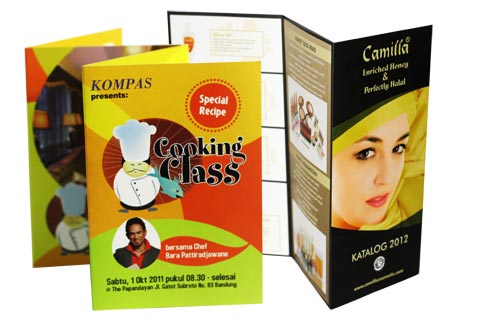 KOMPAS
presents:
Special
Recipe
Cooking
Class
bersama Chef
Bara Pattiradjawane
Sabtu, 1 Okt 2011 pukul 08.30 - selesai
@ The Papandayan Jl. Gatot Subroto No. 83 Bandung
Camilla®
Enriched Honey
&
Perfectly Halal
KATALOG 2012